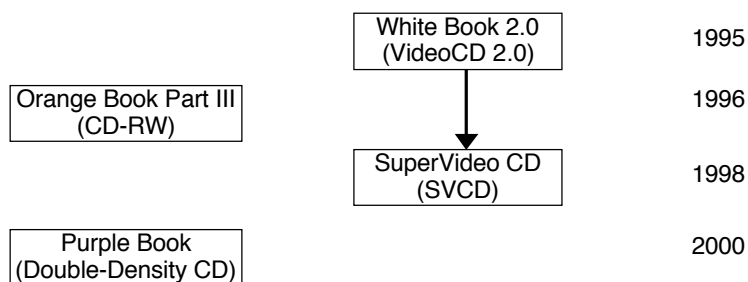 White Book 2.0
(VideoCD 2.0)
1995
Orange Book Part III
(CD-RW)
1996
SuperVideo CD
(SVCD)
1998
Purple Book
(Double-Density CD)
2000